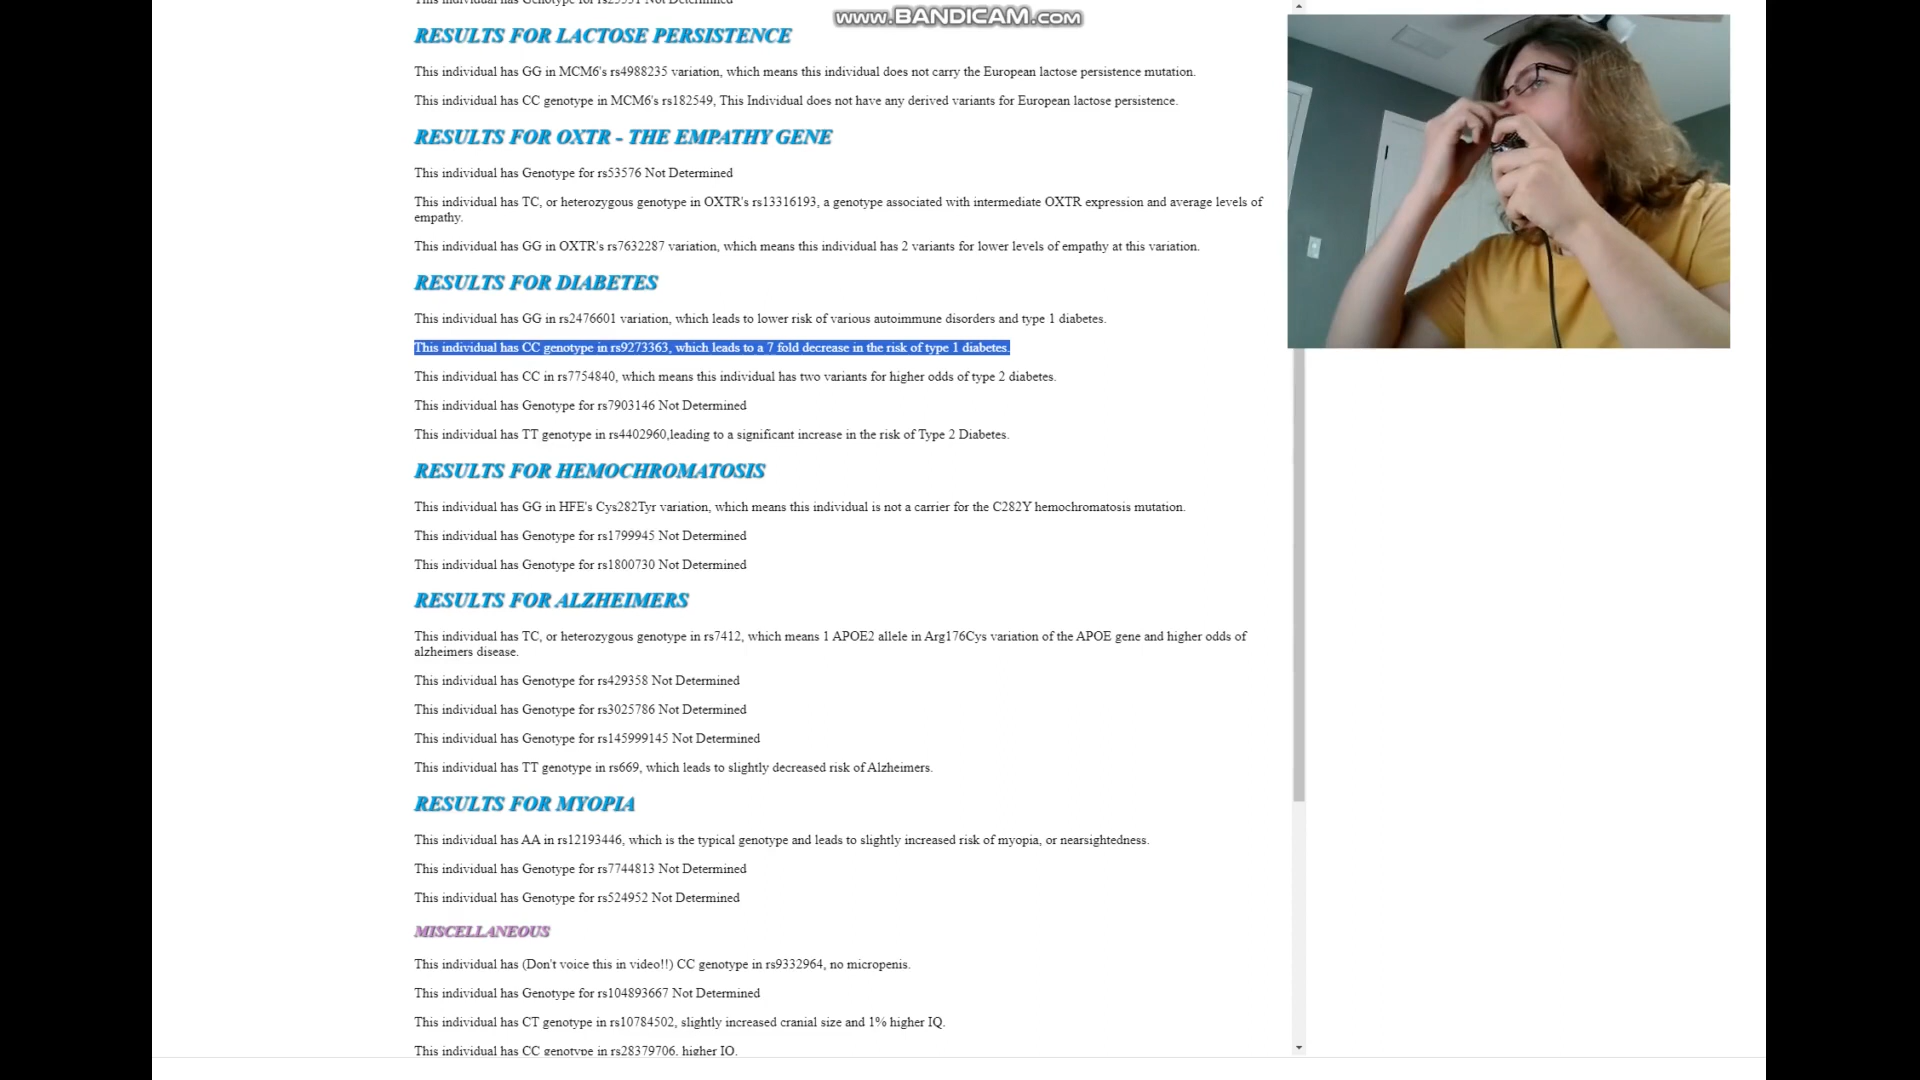 This individual has Genotype for rs25531 Not Determined
www.BANDICAM.com
RESULTS FOR LACTOSE PERSISTENCE
This individual has GG in MCM6's rs4988235 variation, which means this individual does not carry the European lactose persistence mutation.
This individual has CC genotype in MCM6's rs182549, This Individual does not have any derived variants for European lactose persistence.
RESULTS FOR OXTR - THE EMPATHY GENE
This individual has Genotype for rs53576 Not Determined
This individual has TC, or heterozygous genotype in OXTR's rs13316193, a genotype associated with intermediate OXTR expression and average levels of
empathy.
This individual has GG in OXTR's rs7632287 variation, which means this individual has 2 variants for lower levels of empathy at this variation.
RESULTS FOR DIABETES
This individual has GG in rs2476601 variation, which leads to lower risk of various autoimmune disorders and type 1 diabetes.
This individual has CC genotype in rs9273363, which leads to a 7 fold decrease in the risk of type 1 diabetes.
This individual has CC in rs7754840, which means this individual has two variants for higher odds of type 2 diabetes.
This individual has Genotype for rs7903146 Not Determined
This individual has TT genotype in rs4402960,leading to a significant increase in the risk of Type 2 Diabetes.
RESULTS FOR HEMOCHROMATOSIS
This individual has GG in HFE's Cys282Tyr variation, which means this individual is not a carrier for the C282Y hemochromatosis mutation.
This individual has Genotype for rs1799945 Not Determined
This individual has Genotype for rs1800730 Not Determined
RESULTS FOR ALZHEIMERS
This individual has TC, or heterozygous genotype in rs7412, which means 1 APOE2 allele in Arg176Cys variation of the APOE gene and higher odds of
alzheimers disease.
This individual has Genotype for rs429358 Not Determined
This individual has Genotype for rs3025786 Not Determined
This individual has Genotype for rs145999145 Not Determined
This individual has TT genotype in rs669, which leads to slightly decreased risk of Alzheimers.
RESULTS FOR MYOPIA
This individual has AA in rs12193446, which is the typical genotype and leads to slightly increased risk of myopia, or nearsightedness.
This individual has Genotype for rs7744813 Not Determined
This individual has Genotype for rs524952 Not Determined
MISCELLANEOUS
This individual has (Don't voice this in video!!) CC genotype in rs9332964, no micropenis.
This individual has Genotype for rs104893667 Not Determined
This individual has CT genotype in rs10784502, slightly increased cranial size and 1% higher IQ.
This individual has CC genotype in rs28379706, higher IQ.